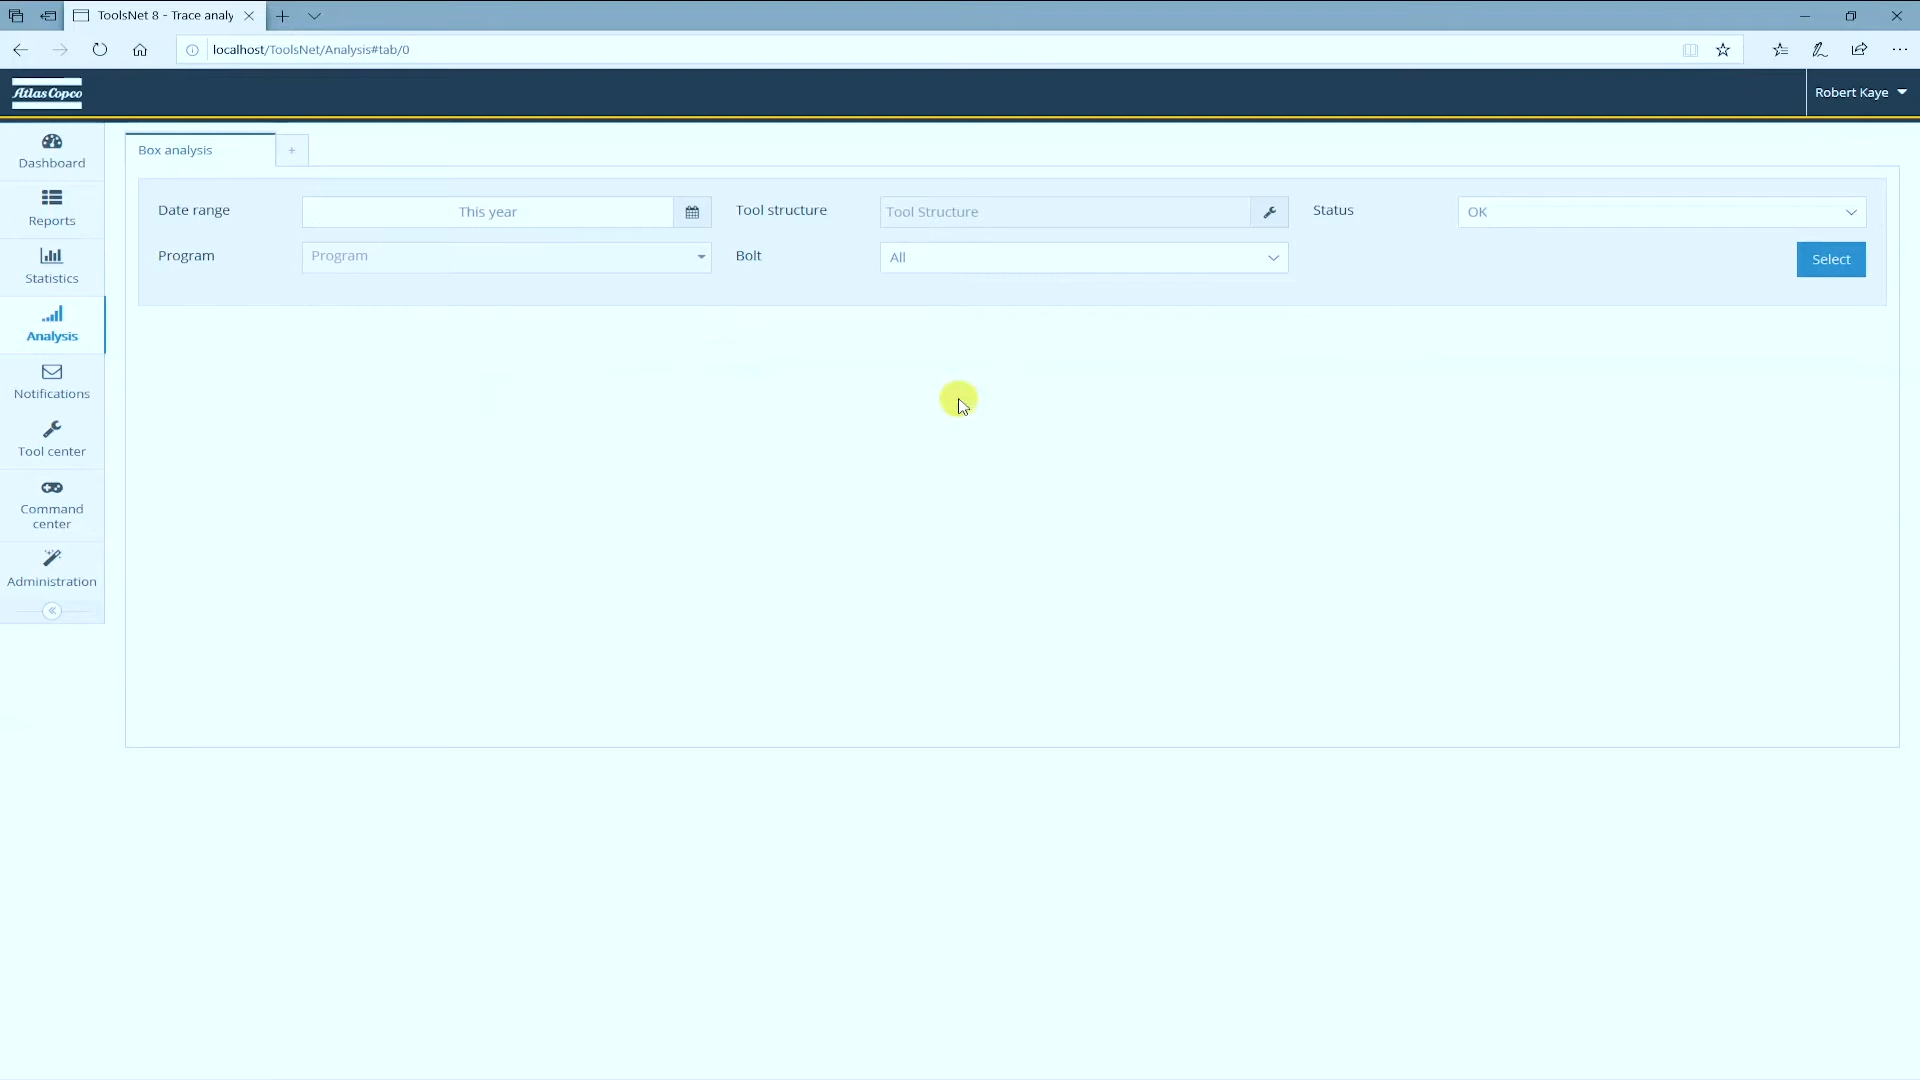 ToolsNet 8 - Trace analy
localhost/ToolsNet/Analysis#tab/0
Atlas Copco
Robert Kaye
Dashboard
Reports
Statistics
Analysis
Notifications
Tool center
Command
center
Administration
Box analysis
+
Date range
This year
Tool structure
Tool Structure
Status
OK
Program
Program
Bolt
All
Select